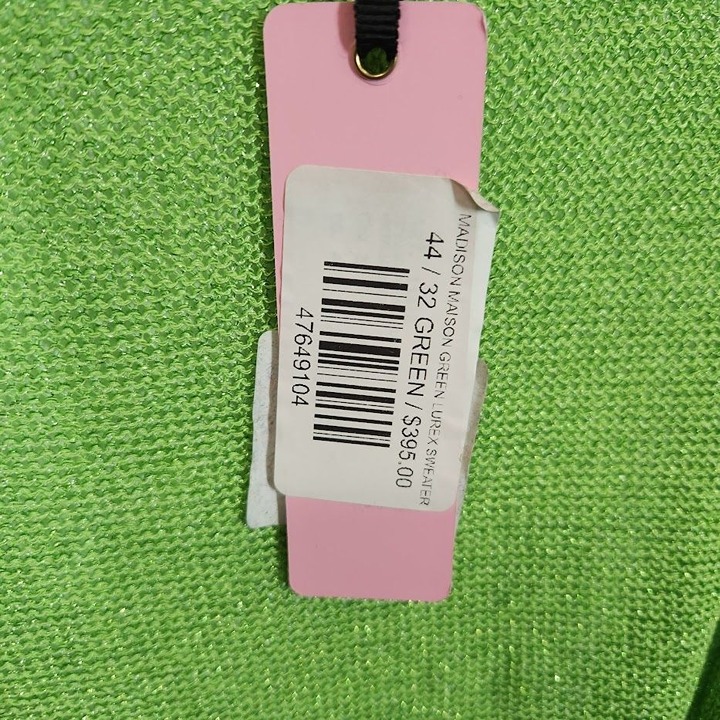 MADISON MAISON GREEN LUREX SWEATER
44 / 32 GREEN / $395.00
47649104